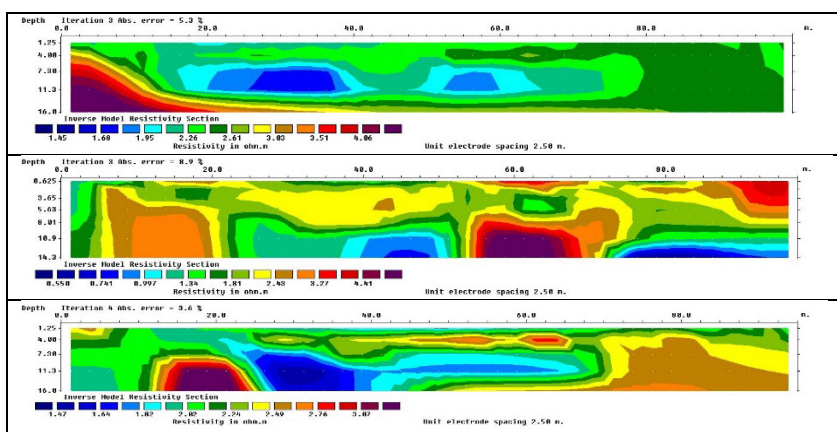 Depth Iteration 3 Abs. error = 5.3 %
0.0 20.0 40.0 60.0 80.0 m.
1.25
4.00
7.30
11.3
16.0
Inverse Model Resistivity Section
1.45 1.68 1.95 2.26 2.61 3.03 3.51 4.06
Resistivity in ohm.m Unit electrode spacing 2.50 m.
Depth Iteration 3 Abs. error = 8.9 %
0.0 20.0 40.0 60.0 80.0 m.
0.625
3.65
5.63
8.01
10.9
14.3
Inverse Model Resistivity Section
0.550 0.741 0.997 1.34 1.81 2.43 3.27 4.41
Resistivity in ohm.m Unit electrode spacing 2.50 m.
Depth Iteration 4 Abs. error = 3.6 %
0.0 20.0 40.0 60.0 80.0 m.
1.25
4.00
7.30
11.3
16.0
Inverse Model Resistivity Section
1.47 1.64 1.82 2.02 2.24 2.49 2.76 3.07
Resistivity in ohm.m Unit electrode spacing 2.50 m.